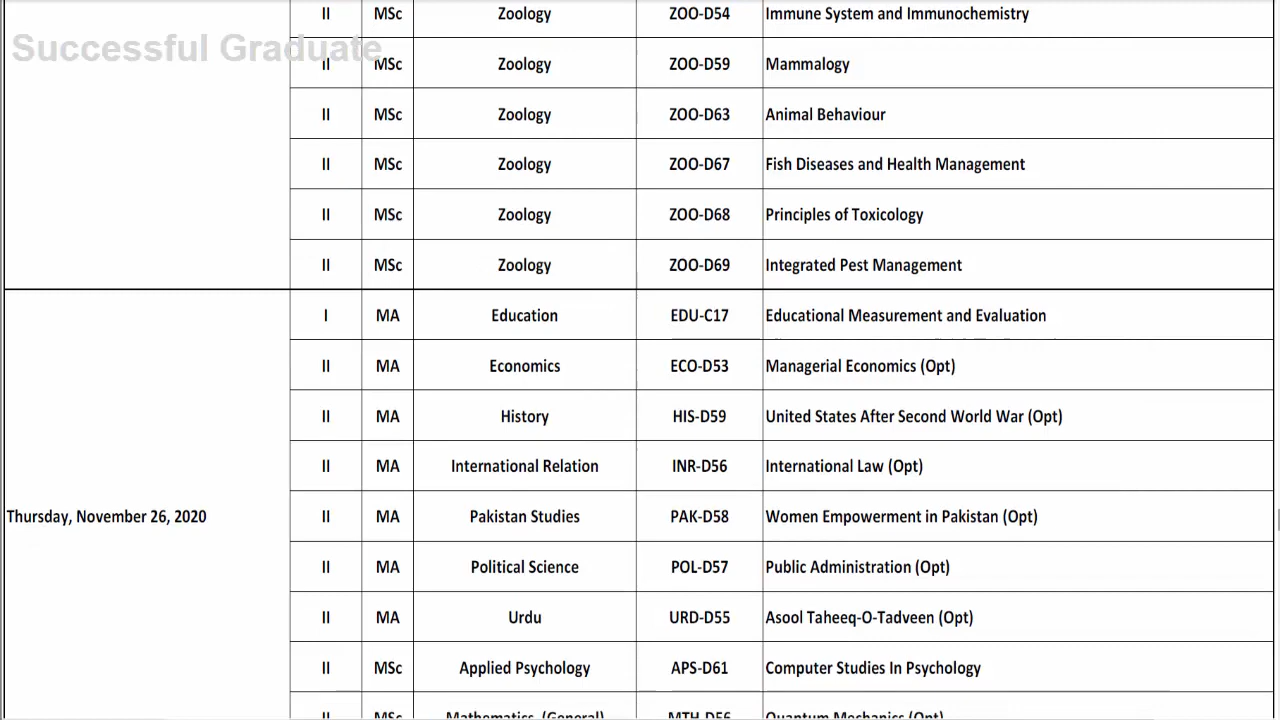 Successful Graduate
II MSc Zoology ZOO-D54 Immune System and Immunochemistry
II MSc Zoology ZOO-D59 Mammalogy
II MSc Zoology ZOO-D63 Animal Behaviour
II MSc Zoology ZOO-D67 Fish Diseases and Health Management
II MSc Zoology ZOO-D68 Principles of Toxicology
II MSc Zoology ZOO-D69 Integrated Pest Management
I MA Education EDU-C17 Educational Measurement and Evaluation
II MA Economics ECO-D53 Managerial Economics (Opt)
II MA History HIS-D59 United States After Second World War (Opt)
II MA International Relation INR-D56 International Law (Opt)
Thursday, November 26, 2020 II MA Pakistan Studies PAK-D58 Women Empowerment in Pakistan (Opt)
II MA Political Science POL-D57 Public Administration (Opt)
II MA Urdu URD-D55 Asool Taheeq-O-Tadveen (Opt)
II MSc Applied Psychology APS-D61 Computer Studies In Psychology
II MSc Mathematics (General) MTH-D56 Quantum Mechanics (Opt)